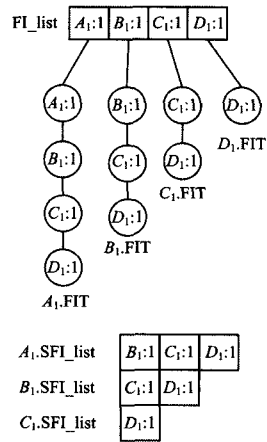 FI_list A₁:1 B₁:1 C₁:1 D₁:1
A₁:1 B₁:1 C₁:1 D₁:1
B₁:1 C₁:1 D₁:1 D₁.FIT
C₁:1 D₁:1 C₁.FIT
D₁:1 B₁.FIT
A₁.FIT
A₁.SFI_list B₁:1 C₁:1 D₁:1
B₁.SFI_list C₁:1 D₁:1
C₁.SFI_list D₁:1